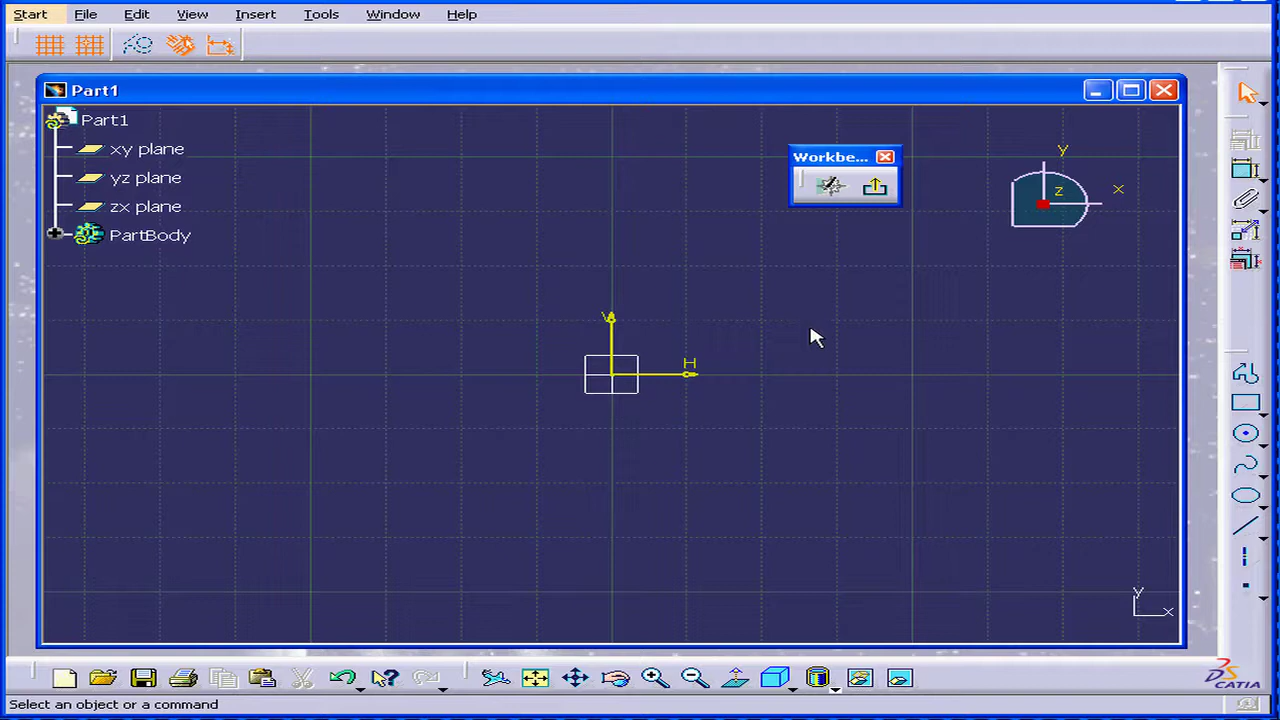 Start File Edit View Insert Tools Window Help
Part1
Part1
xy plane
yz plane
zx plane
PartBody
Workbe...
y
z
x
V
H
y
x
DS CATIA
Select an object or a command